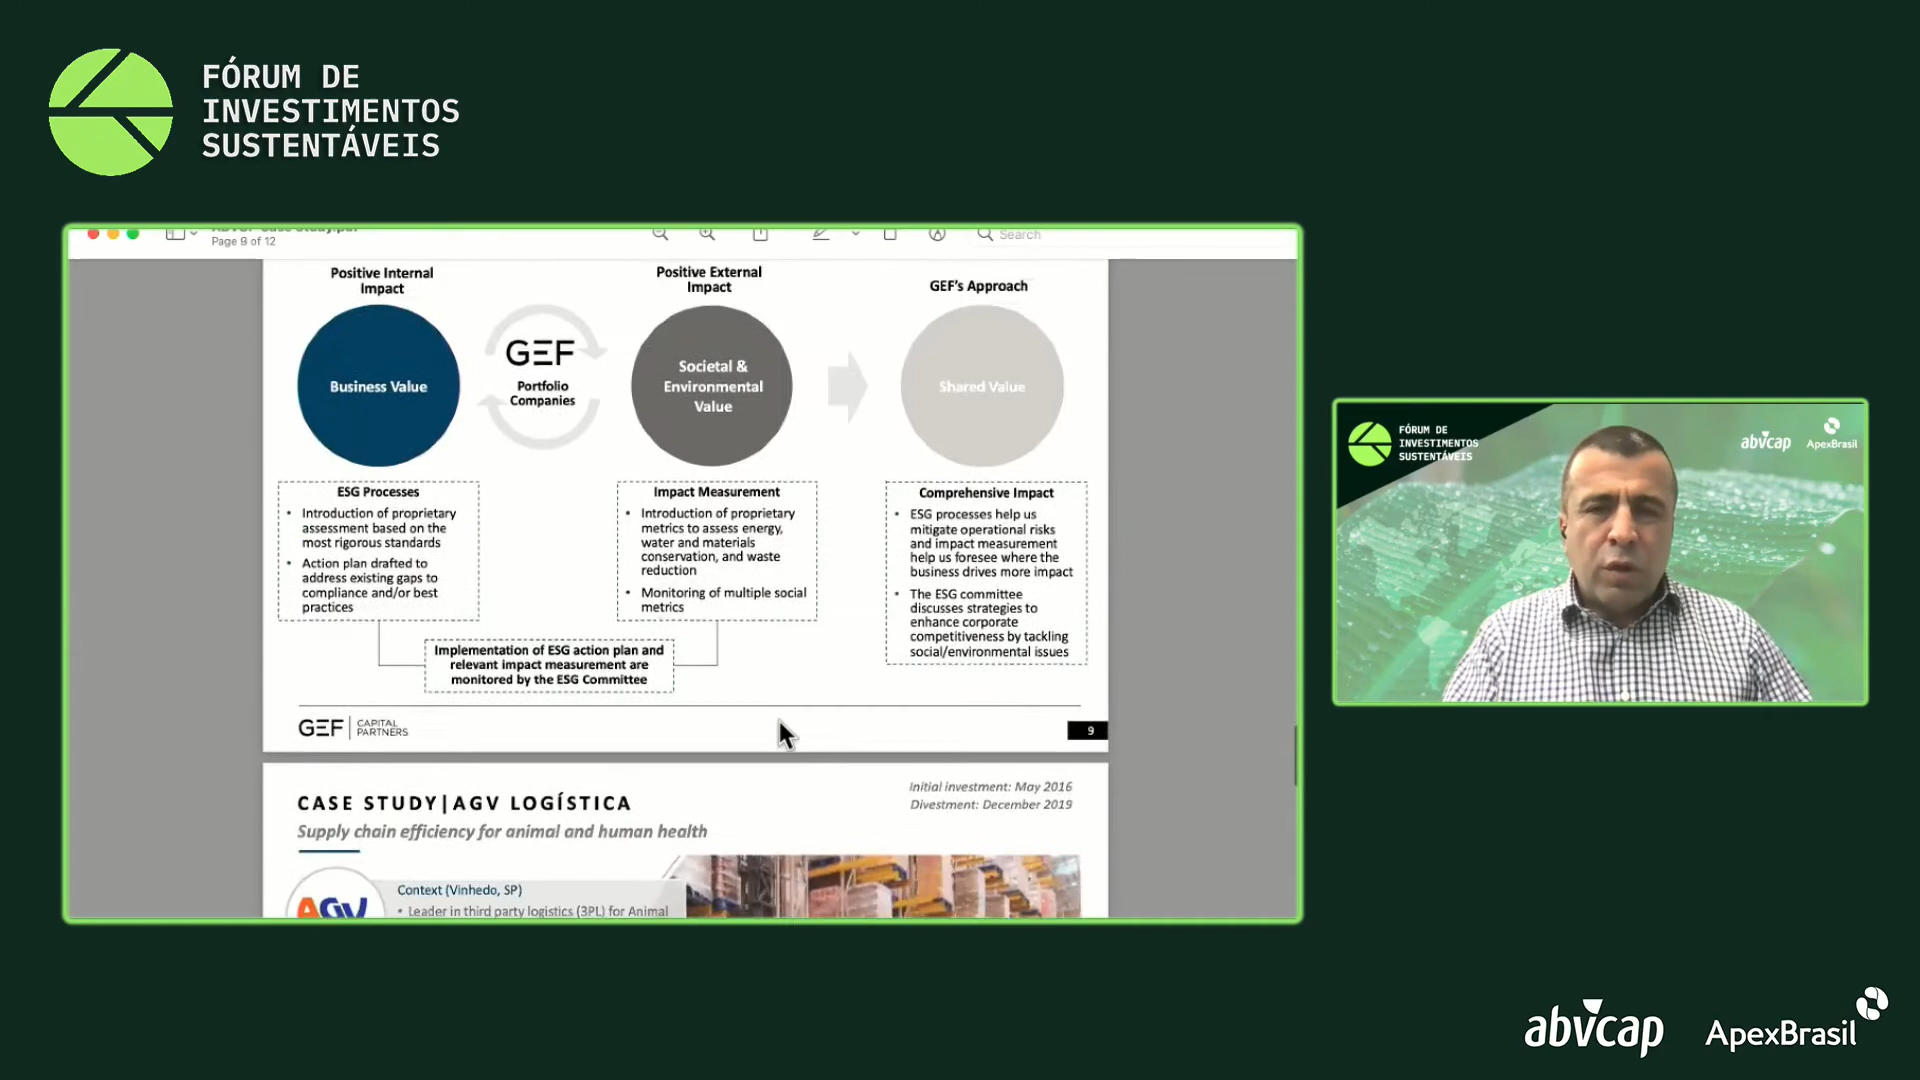 FÓRUM DE
INVESTIMENTOS
SUSTENTÁVEIS
Page 9 of 12
Search
Positive Internal
Impact
Positive External
Impact
GEF's Approach
Business Value
GEF
Portfolio
Companies
Societal &
Environmental
Value
Shared Value
ESG Processes
• Introduction of proprietary
assessment based on the
most rigorous standards
• Action plan drafted to
address existing gaps to
compliance and/or best
practices
Impact Measurement
• Introduction of proprietary
metrics to assess energy,
water and materials
conservation, and waste
reduction
• Monitoring of multiple social
metrics
Comprehensive Impact
• ESG processes help us
mitigate operational risks
and impact measurement
help us foresee where the
business drives more impact
• The ESG committee
discusses strategies to
enhance corporate
competitiveness by tackling
social/environmental issues
Implementation of ESG action plan and
relevant impact measurement are
monitored by the ESG Committee
GEF CAPITAL
PARTNERS
9
CASE STUDY|AGV LOGÍSTICA
Initial investment: May 2016
Divestment: December 2019
Supply chain efficiency for animal and human health
AGV
Context (Vinhedo, SP)
• Leader in third party logistics (3PL) for Animal
FÓRUM DE
INVESTIMENTOS
SUSTENTÁVEIS
abvcap
ApexBrasil
abvcap
ApexBrasil